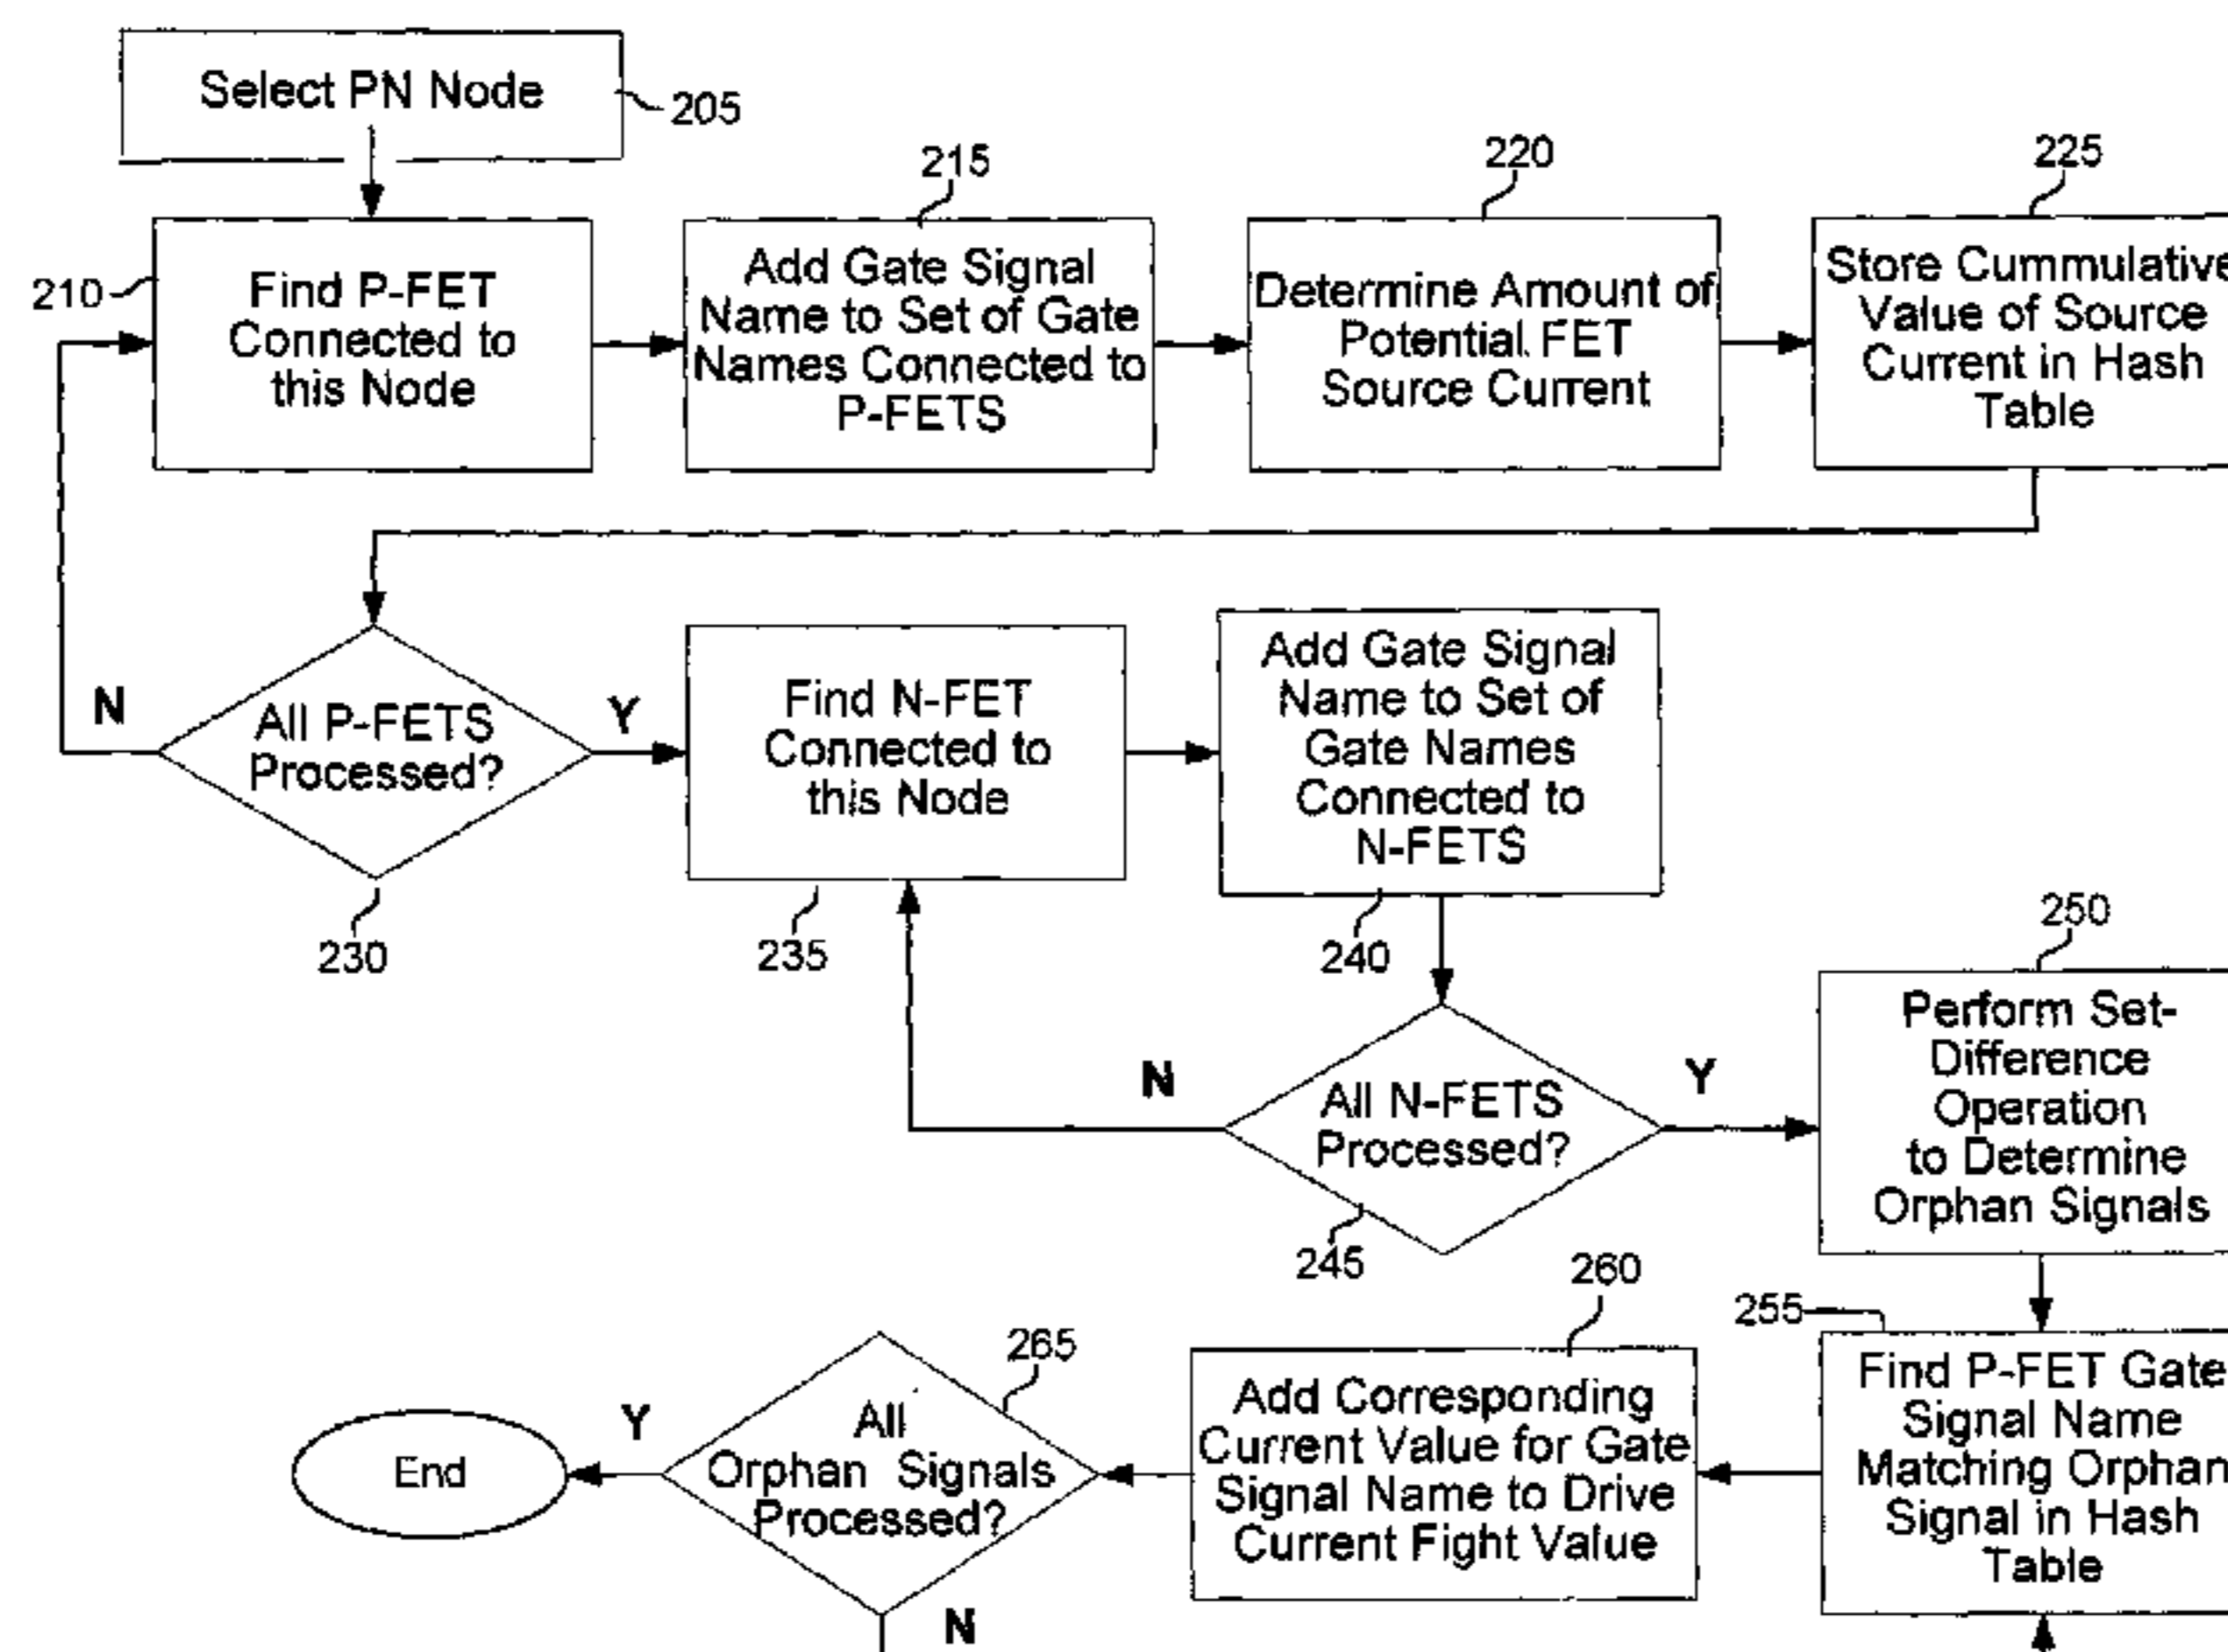 Select PN Node
205
210
Find P-FET
Connected to
this Node
215
Add Gate Signal
Name to Set of Gate
Names Connected to
P-FETS
220
Determine Amount of
Potential FET
Source Current
225
Store Cummulative
Value of Source
Current in Hash
Table
N
All P-FETS
Processed?
Y
230
Find N-FET
Connected to
this Node
235
Add Gate Signal
Name to Set of
Gate Names
Connected to
N-FETS
240
N
All N-FETS
Processed?
Y
245
250
Perform Set-
Difference
Operation
to Determine
Orphan Signals
255
Find P-FET Gate
Signal Name
Matching Orphan
Signal in Hash
Table
260
Add Corresponding
Current Value for Gate
Signal Name to Drive
Current Fight Value
265
All
Orphan Signals
Processed?
Y
N
End